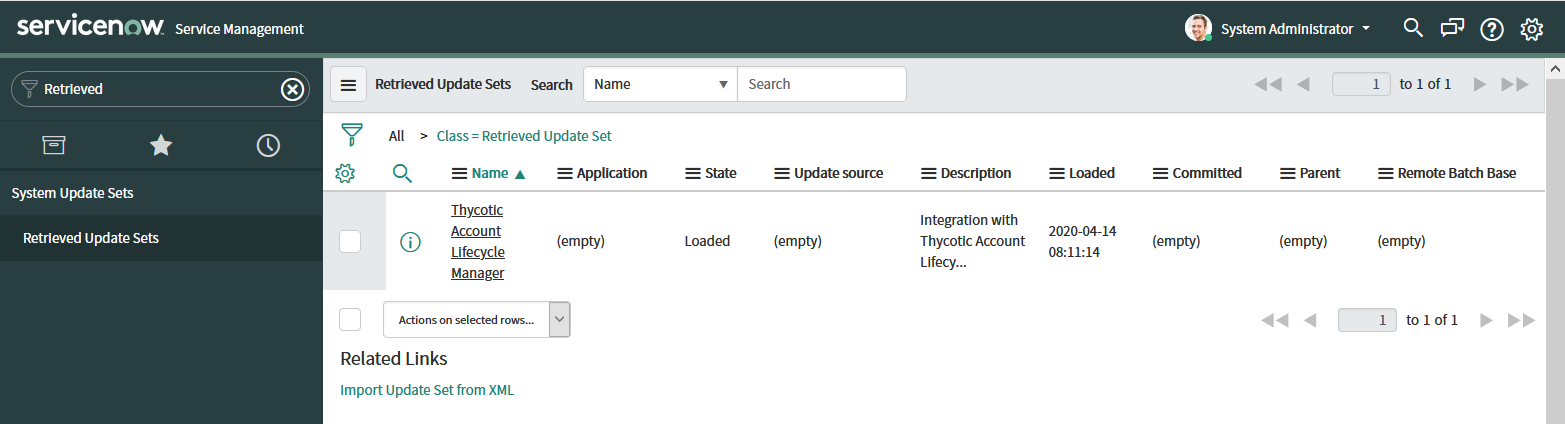 servicenow Service Management System Administrator
Retrieved
System Update Sets
Retrieved Update Sets
Retrieved Update Sets Search Name Search 1 to 1 of 1
All > Class = Retrieved Update Set
Name Application State Update source Description Loaded Committed Parent Remote Batch Base
Thycotic
Account
Lifecycle
Manager
(empty)
Loaded
(empty)
Integration with
Thycotic Account
Lifecy...
2020-04-14
08:11:14
(empty)
(empty)
(empty)
Actions on selected rows... 1 to 1 of 1
Related Links
Import Update Set from XML